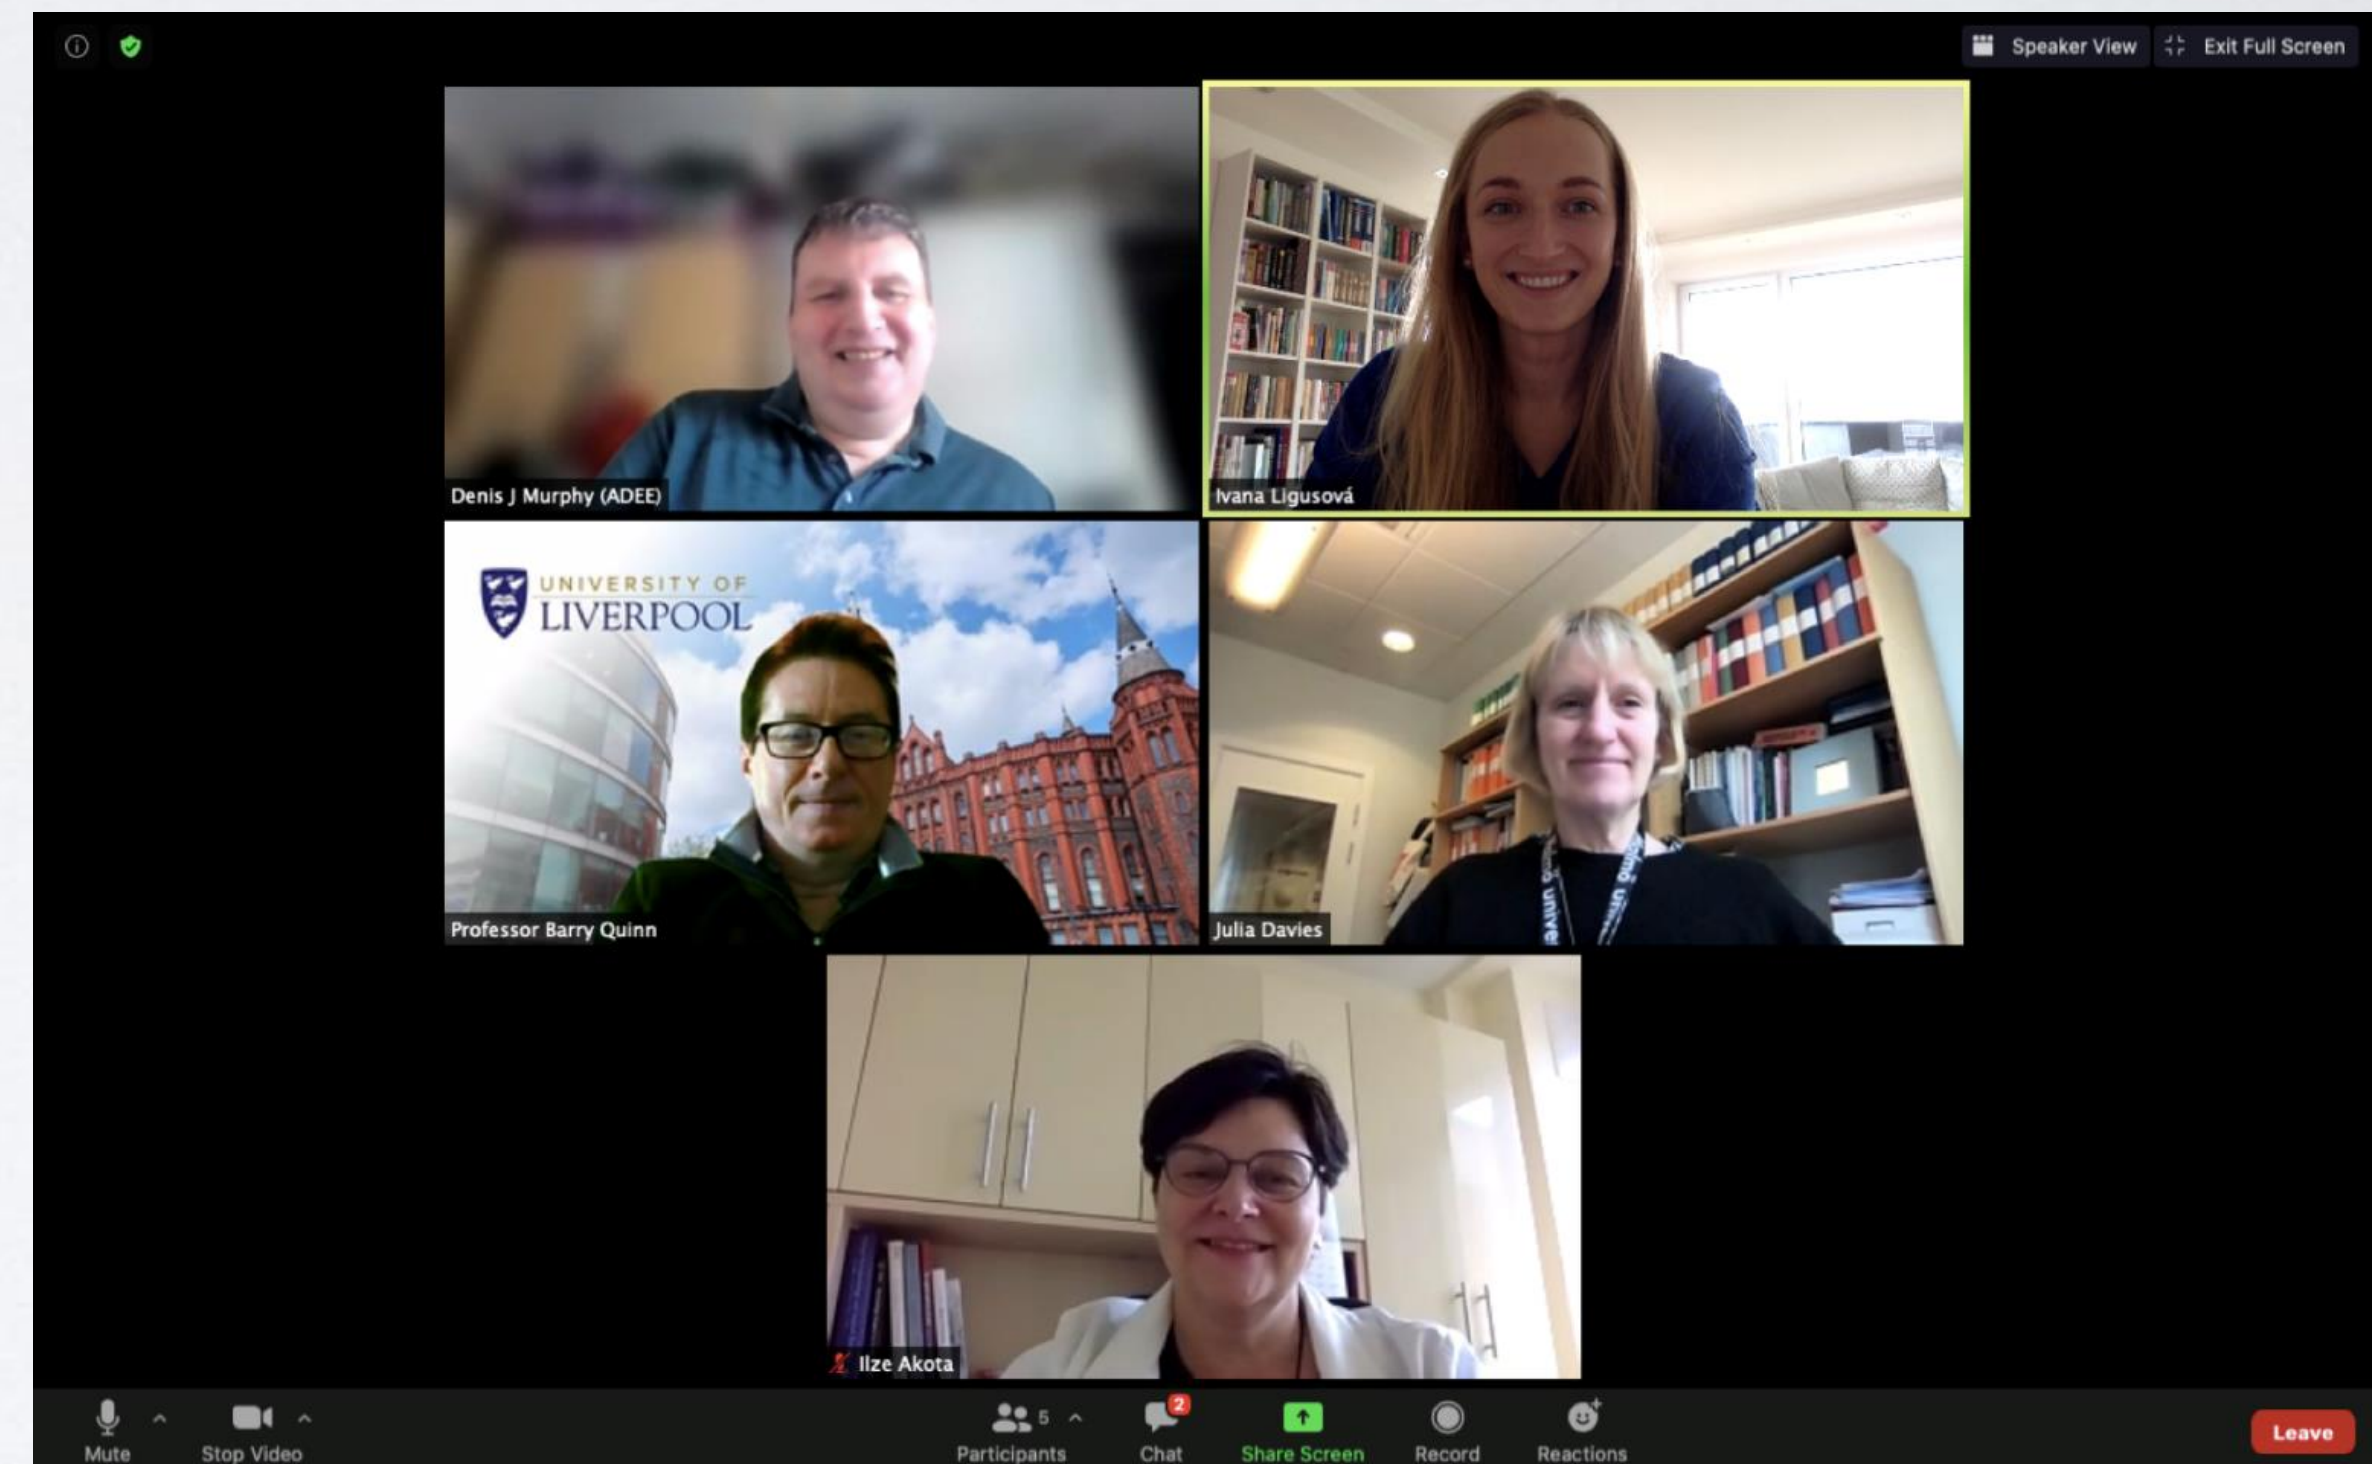 Speaker View
Exit Full Screen
Denis J Murphy (ADEE)
Ivana Ligusová
UNIVERSITY OF
LIVERPOOL
Professor Barry Quinn
Julia Davies
Ilze Akota
Mute
Stop Video
5
Participants
2
Chat
Share Screen
Record
Reactions
Leave